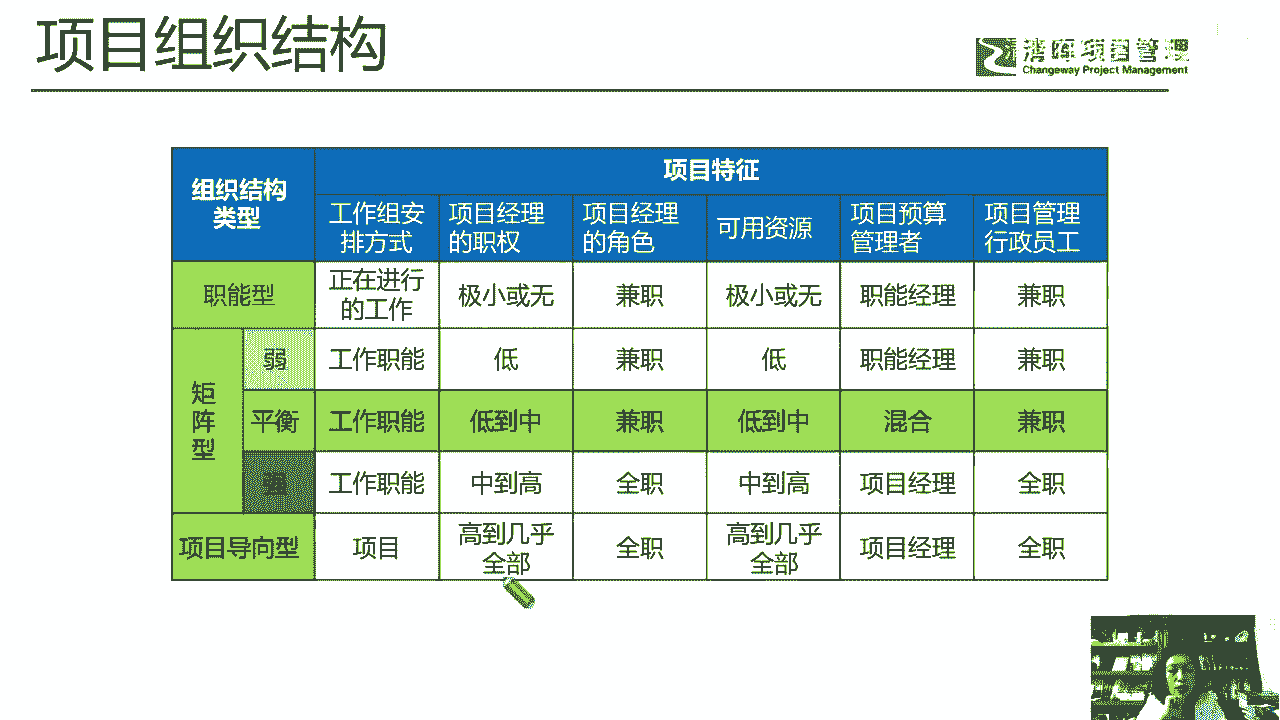 项目组织结构
项目管理
Changeway Project Management
组织结构
类型
项目特征
工作组安
排方式
项目经理
的职权
项目经理
的角色
可用资源
项目预算
管理者
项目管理
行政员工
职能型
正在进行
的工作
极小或无
兼职
极小或无
职能经理
兼职
矩
阵
型
弱
工作职能
低
兼职
低
职能经理
兼职
平衡
工作职能
低到中
兼职
低到中
混合
兼职
强
工作职能
中到高
全职
中到高
项目经理
全职
项目导向型
项目
高到几乎
全部
全职
高到几乎
全部
项目经理
全职